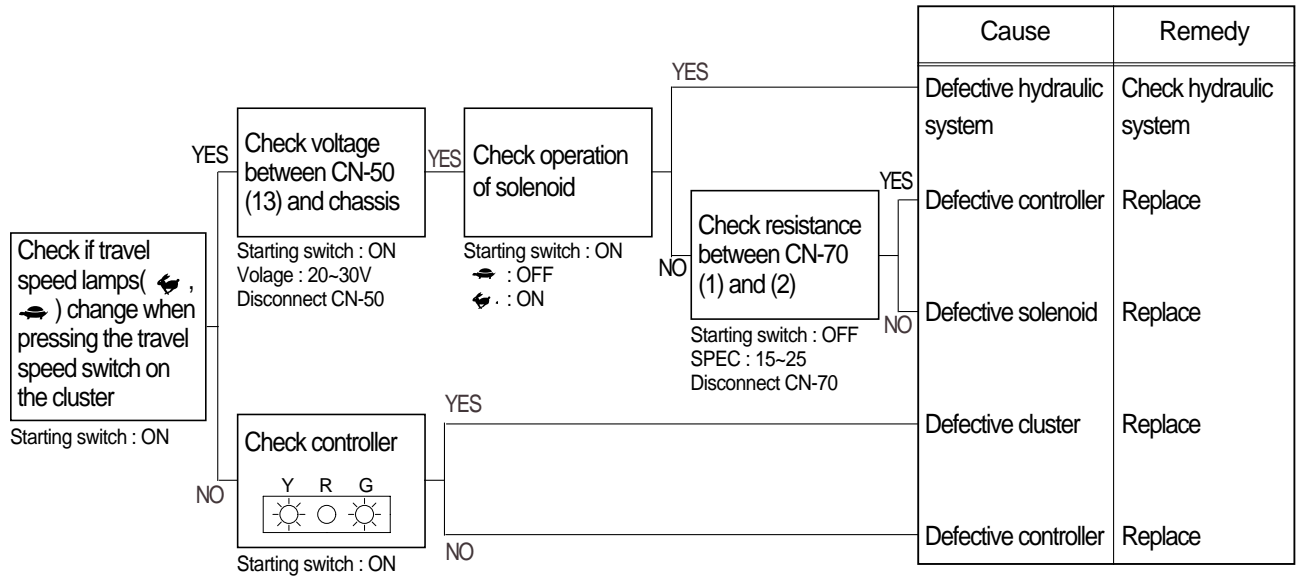 Cause Remedy
YES
Defective hydraulic
system
Check hydraulic
system
YES
Check voltage
between CN-50
(13) and chassis
YES
Check operation
of solenoid
YES
Defective controller
Replace
Check if travel
speed lamps( ,
) change when
pressing the travel
speed switch on
the cluster
Starting switch : ON
Starting switch : ON
Volage : 20~30V
Disconnect CN-50
Starting switch : ON
: OFF
. : ON
NO
Check resistance
between CN-70
(1) and (2)
Starting switch : OFF
SPEC : 15~25
Disconnect CN-70
NO
Defective solenoid
Replace
NO
Check controller
Y R G
Starting switch : ON
YES
Defective cluster
Replace
NO
Defective controller
Replace